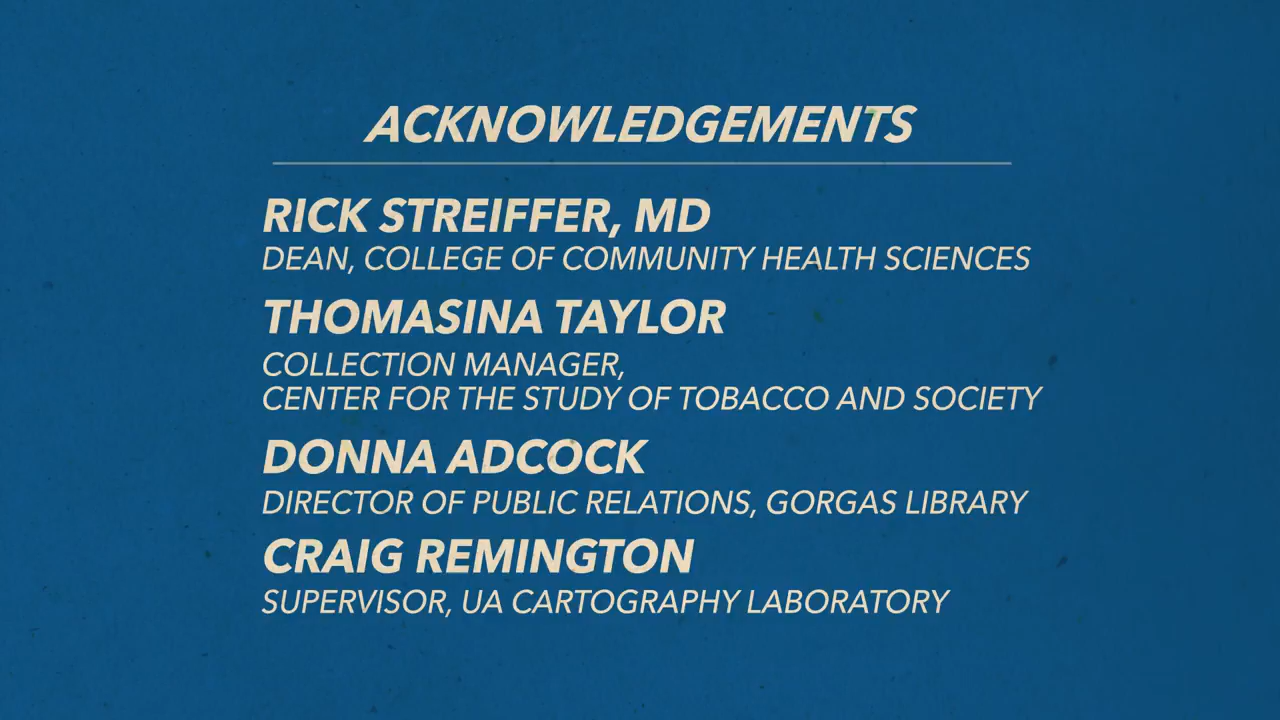 ACKNOWLEDGEMENTS
RICK STREIFFER, MD
DEAN, COLLEGE OF COMMUNITY HEALTH SCIENCES
THOMASINA TAYLOR
COLLECTION MANAGER,
CENTER FOR THE STUDY OF TOBACCO AND SOCIETY
DONNA ADCOCK
DIRECTOR OF PUBLIC RELATIONS, GORGAS LIBRARY
CRAIG REMINGTON
SUPERVISOR, UA CARTOGRAPHY LABORATORY